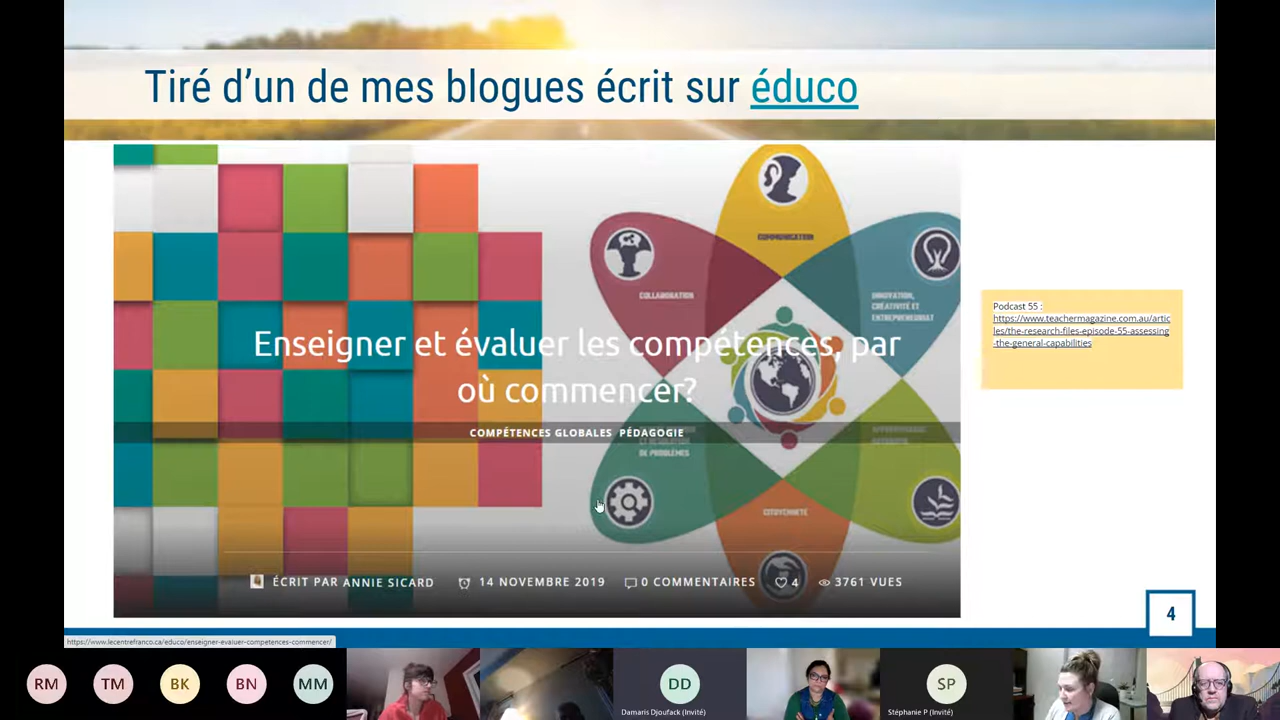 Tiré d’un de mes blogues écrit sur éduco
COMMUNICATION
COLLABORATION
INNOVATION,
CRÉATIVITÉ ET
ENTREPRENEURIAT
Enseigner et évaluer les compétences, par
où commencer?
COMPÉTENCES GLOBALES PÉDAGOGIE
DE PROBLÈMES
CITOYENNETÉ
ÉCRIT PAR ANNIE SICARD 14 NOVEMBRE 2019 0 COMMENTAIRES 4 3761 VUES
Podcast 55 :
https://www.teachermagazine.com.au/artic
les/the-research-files-episode-55-assessing
-the-general-capabilities
4
https://www.lecentrefranco.ca/educo/enseigner-evaluer-competences-commencer/
RM TM BK BN MM DD SP
Damaris Djoufack (Invité) Stéphanie P (Invité)